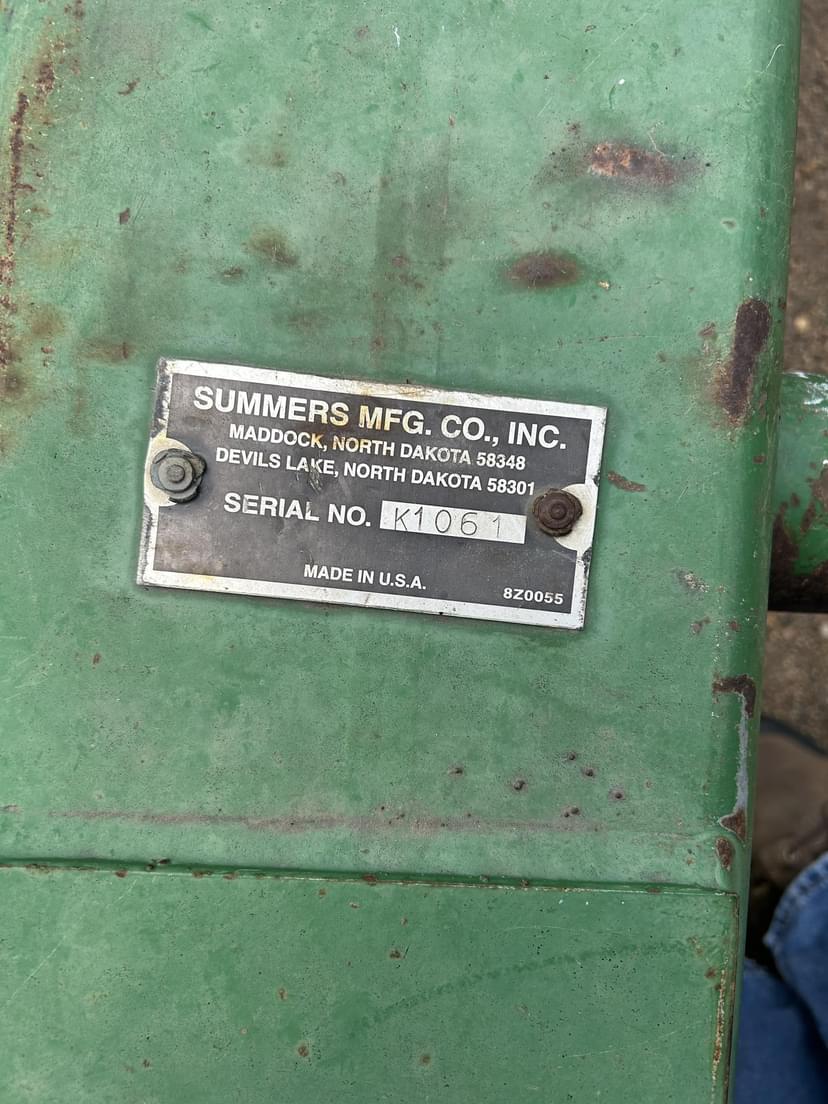 SUMMERS MFG. CO., INC.
MADDOCK, NORTH DAKOTA 58348
DEVILS LAKE, NORTH DAKOTA 58301
SERIAL NO. K1061
MADE IN U.S.A.
8Z0055